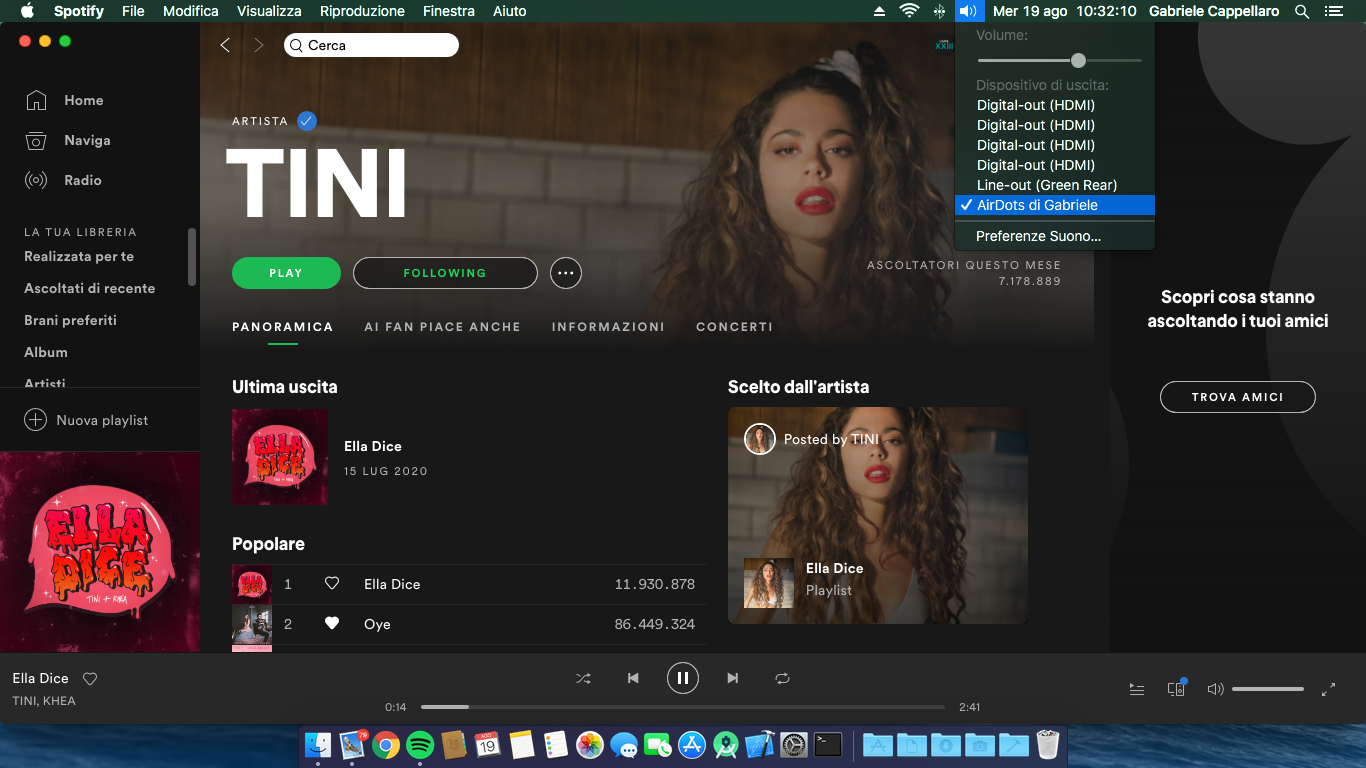 Spotify File Modifica Visualizza Riproduzione Finestra Aiuto Mer 19 ago 10:32:10 Gabriele Cappellaro
Cerca
XXIII
Volume:
Dispositivo di uscita:
Digital-out (HDMI)
Digital-out (HDMI)
Digital-out (HDMI)
Digital-out (HDMI)
Line-out (Green Rear)
✓ AirDots di Gabriele
Preferenze Suono...
Home
Naviga
Radio
LA TUA LIBRERIA
Realizzata per te
Ascoltati di recente
Brani preferiti
Album
Artisti
Nuova playlist
ELLA
DICE
TINI + KHEA
ARTISTA
TINI
PLAY FOLLOWING
ASCOLTATORI QUESTO MESE
7.178.889
PANORAMICA AI FAN PIACE ANCHE INFORMAZIONI CONCERTI
Ultima uscita
ELLA
DICE
Ella Dice
15 LUG 2020
Popolare
1 Ella Dice 11.930.878
2 Oye 86.449.324
Scelto dall'artista
Posted by TINI
Ella Dice
Playlist
Scopri cosa stanno
ascoltando i tuoi amici
TROVA AMICI
Ella Dice
TINI, KHEA
0:14 2:41
79
AGO
19